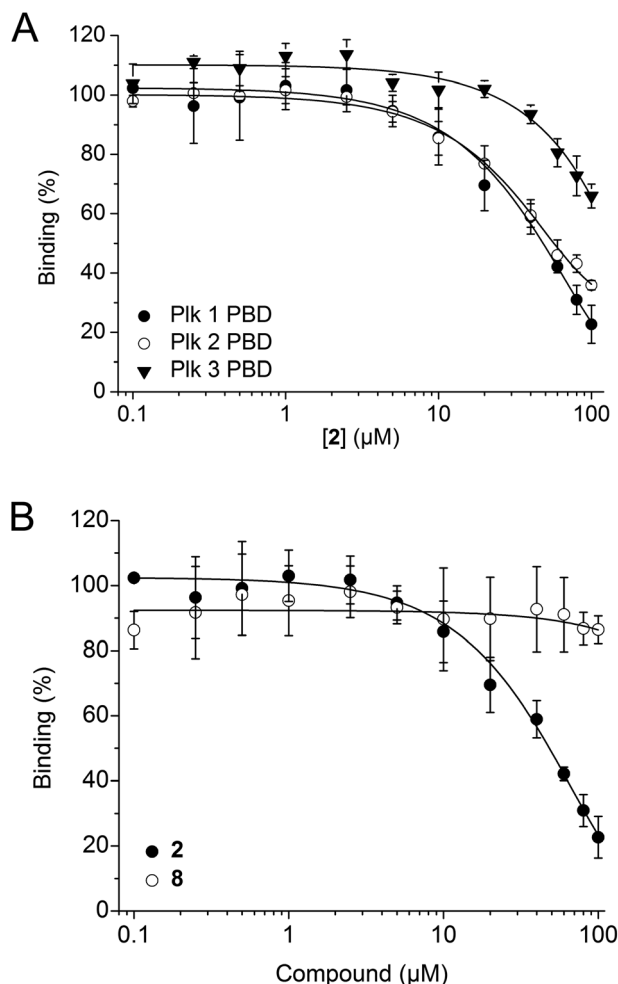 A
120
100
80
60
40
20
0
Binding (%)
Plk 1 PBD
Plk 2 PBD
Plk 3 PBD
0.1 1 10 100
[2] (µM)
B
120
100
80
60
40
20
0
Binding (%)
2
8
0.1 1 10 100
Compound (µM)